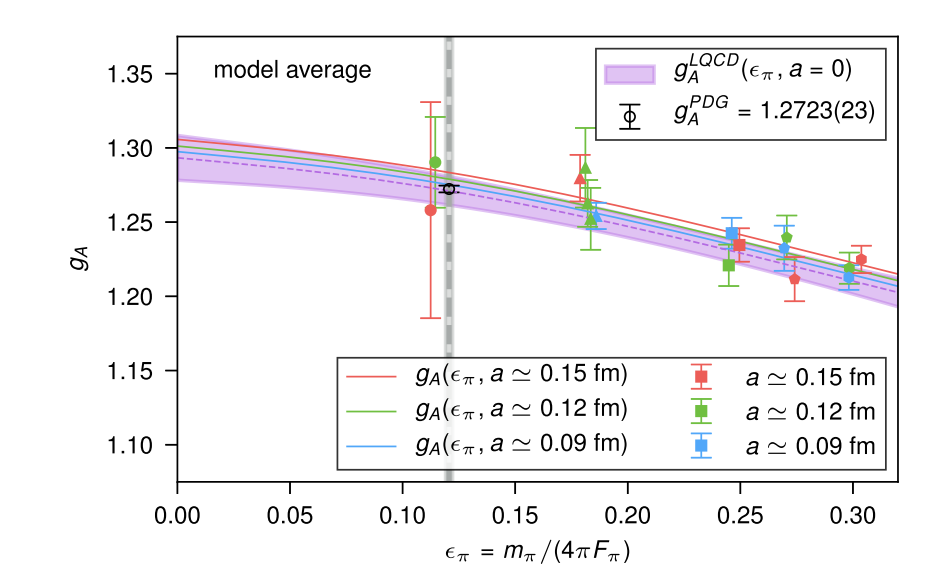 model average
g_A^{LQCD}(ϵ_π, a = 0)
g_A^{PDG} = 1.2723(23)
1.35
1.30
1.25
1.20
1.15
1.10
g_A
g_A(ϵ_π, a ≃ 0.15 fm)
g_A(ϵ_π, a ≃ 0.12 fm)
g_A(ϵ_π, a ≃ 0.09 fm)
a ≃ 0.15 fm
a ≃ 0.12 fm
a ≃ 0.09 fm
0.00 0.05 0.10 0.15 0.20 0.25 0.30
ϵ_π = m_π/(4πF_π)